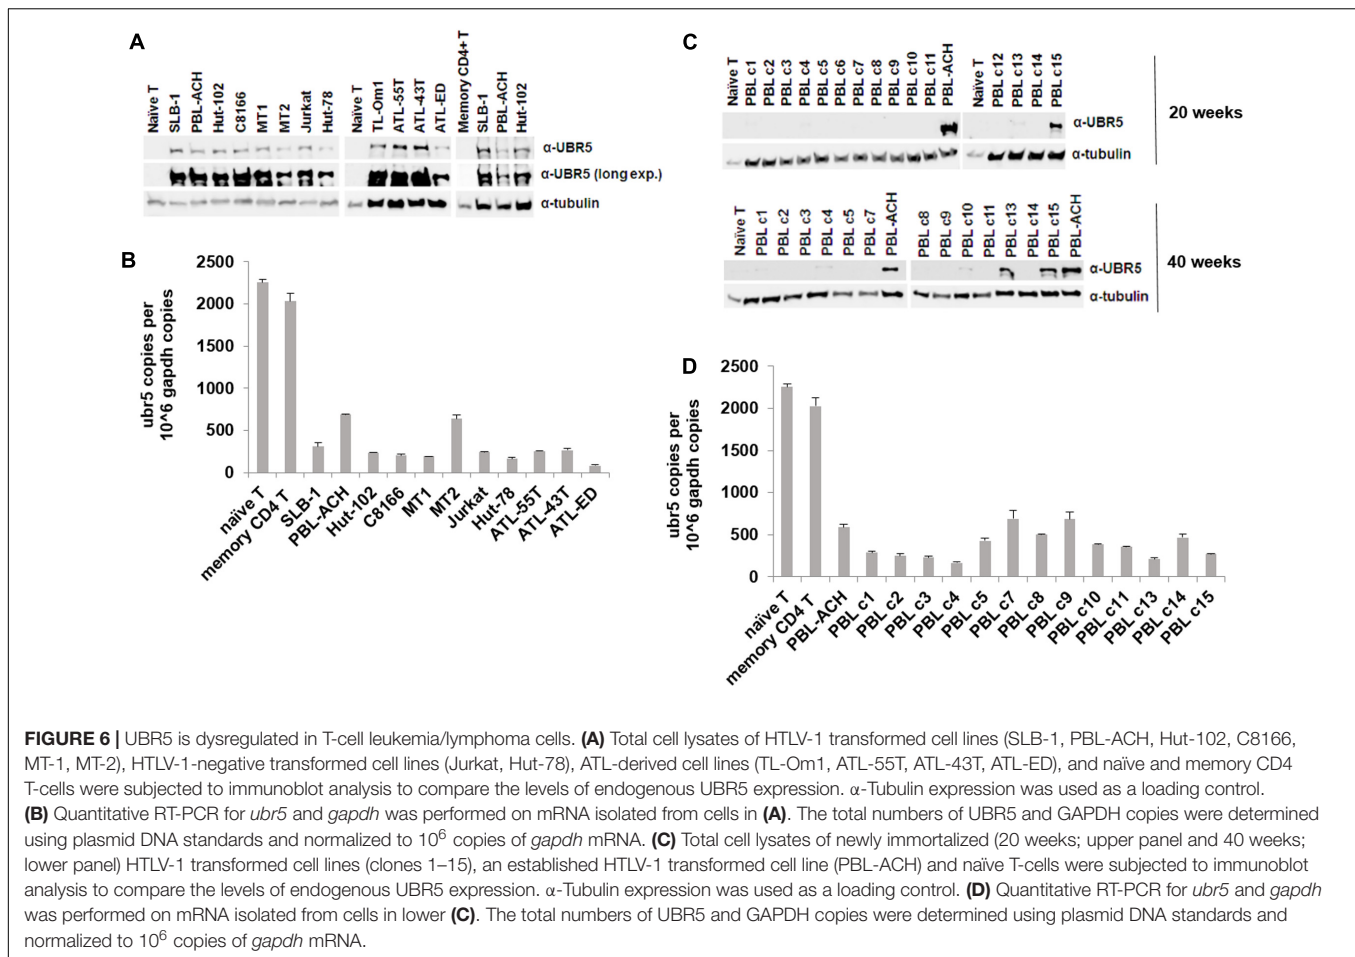 A
Naïve T
SLB-1
PBL-ACH
Hut-102
C8166
MT1
MT2
Jurkat
Hut-78
Naïve T
TL-Om1
ATL-55T
ATL-43T
ATL-ED
Memory CD4+ T
SLB-1
PBL-ACH
Hut-102
α-UBR5
α-UBR5 (long exp.)
α-tubulin
B
ubr5 copies per
10^6 gapdh copies
2500
2000
1500
1000
500
0
naïve T
memory CD4 T
SLB-1
PBL-ACH
Hut-102
C8166
MT1
MT2
Jurkat
Hut-78
ATL-55T
ATL-43T
ATL-ED
C
Naïve T
PBL c1
PBL c2
PBL c3
PBL c4
PBL c5
PBL c6
PBL c7
PBL c8
PBL c9
PBL c10
PBL c11
PBL-ACH
Naïve T
PBL c12
PBL c13
PBL c14
PBL c15
α-UBR5
α-tubulin
20 weeks
Naïve T
PBL c1
PBL c2
PBL c3
PBL c4
PBL c5
PBL c7
PBL-ACH
PBL c8
PBL c9
PBL c10
PBL c11
PBL c13
PBL c14
PBL c15
PBL-ACH
α-UBR5
α-tubulin
40 weeks
D
ubr5 copies per
10^6 gapdh copies
2500
2000
1500
1000
500
0
naïve T
memory CD4 T
PBL-ACH
PBL c1
PBL c2
PBL c3
PBL c4
PBL c5
PBL c7
PBL c8
PBL c9
PBL c10
PBL c11
PBL c13
PBL c14
PBL c15
FIGURE 6 | UBR5 is dysregulated in T-cell leukemia/lymphoma cells. (A) Total cell lysates of HTLV-1 transformed cell lines (SLB-1, PBL-ACH, Hut-102, C8166,
MT-1, MT-2), HTLV-1-negative transformed cell lines (Jurkat, Hut-78), ATL-derived cell lines (TL-Om1, ATL-55T, ATL-43T, ATL-ED), and naïve and memory CD4
T-cells were subjected to immunoblot analysis to compare the levels of endogenous UBR5 expression. α-Tubulin expression was used as a loading control.
(B) Quantitative RT-PCR for ubr5 and gapdh was performed on mRNA isolated from cells in (A). The total numbers of UBR5 and GAPDH copies were determined
using plasmid DNA standards and normalized to 10^6 copies of gapdh mRNA. (C) Total cell lysates of newly immortalized (20 weeks; upper panel and 40 weeks;
lower panel) HTLV-1 transformed cell lines (clones 1–15), an established HTLV-1 transformed cell line (PBL-ACH) and naïve T-cells were subjected to immunoblot
analysis to compare the levels of endogenous UBR5 expression. α-Tubulin expression was used as a loading control. (D) Quantitative RT-PCR for ubr5 and gapdh
was performed on mRNA isolated from cells in lower (C). The total numbers of UBR5 and GAPDH copies were determined using plasmid DNA standards and
normalized to 10^6 copies of gapdh mRNA.